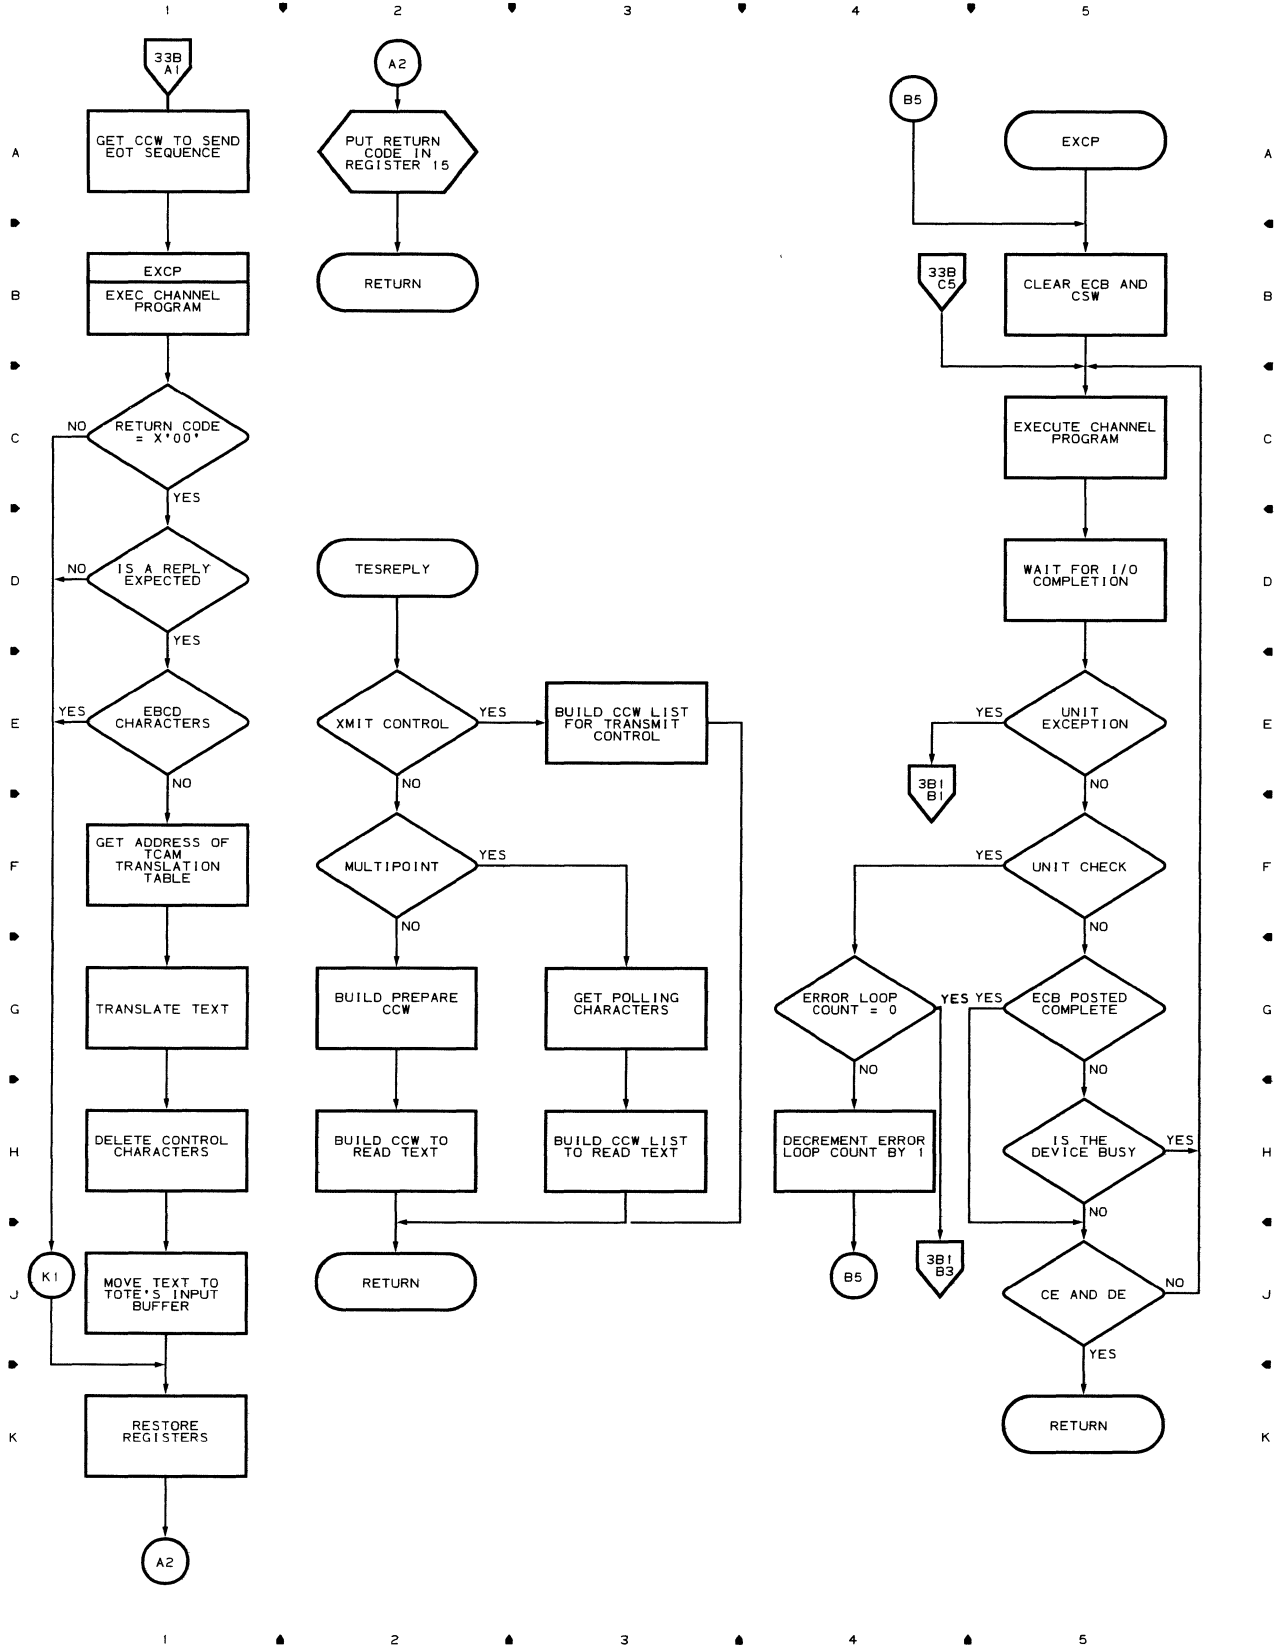 1 2 3 4 5
33B
A1
GET CCW TO SEND
EOT SEQUENCE
EXCP
EXEC CHANNEL
PROGRAM
RETURN CODE
= X'00'
NO
YES
IS A REPLY
EXPECTED
NO
YES
EBCD
CHARACTERS
YES
NO
GET ADDRESS OF
TCAM
TRANSLATION
TABLE
TRANSLATE TEXT
DELETE CONTROL
CHARACTERS
K1
MOVE TEXT TO
TOTE'S INPUT
BUFFER
RESTORE
REGISTERS
A2
A2
PUT RETURN
CODE IN
REGISTER 15
RETURN
TESREPLY
XMIT CONTROL
YES
NO
BUILD CCW LIST
FOR TRANSMIT
CONTROL
MULTIPOINT
YES
NO
BUILD PREPARE
CCW
GET POLLING
CHARACTERS
BUILD CCW TO
READ TEXT
BUILD CCW LIST
TO READ TEXT
RETURN
B5
EXCP
33B
C5
CLEAR ECB AND
CSW
EXECUTE CHANNEL
PROGRAM
WAIT FOR I/O
COMPLETION
UNIT
EXCEPTION
YES
NO
3B1
B1
UNIT CHECK
YES
NO
ERROR LOOP
COUNT = 0
YES
NO
ECB POSTED
COMPLETE
YES
NO
DECREMENT ERROR
LOOP COUNT BY 1
IS THE
DEVICE BUSY
YES
NO
B5
3B1
B3
CE AND DE
NO
YES
RETURN
A A
B B
C C
D D
E E
F F
G G
H H
J J
K K
1 2 3 4 5